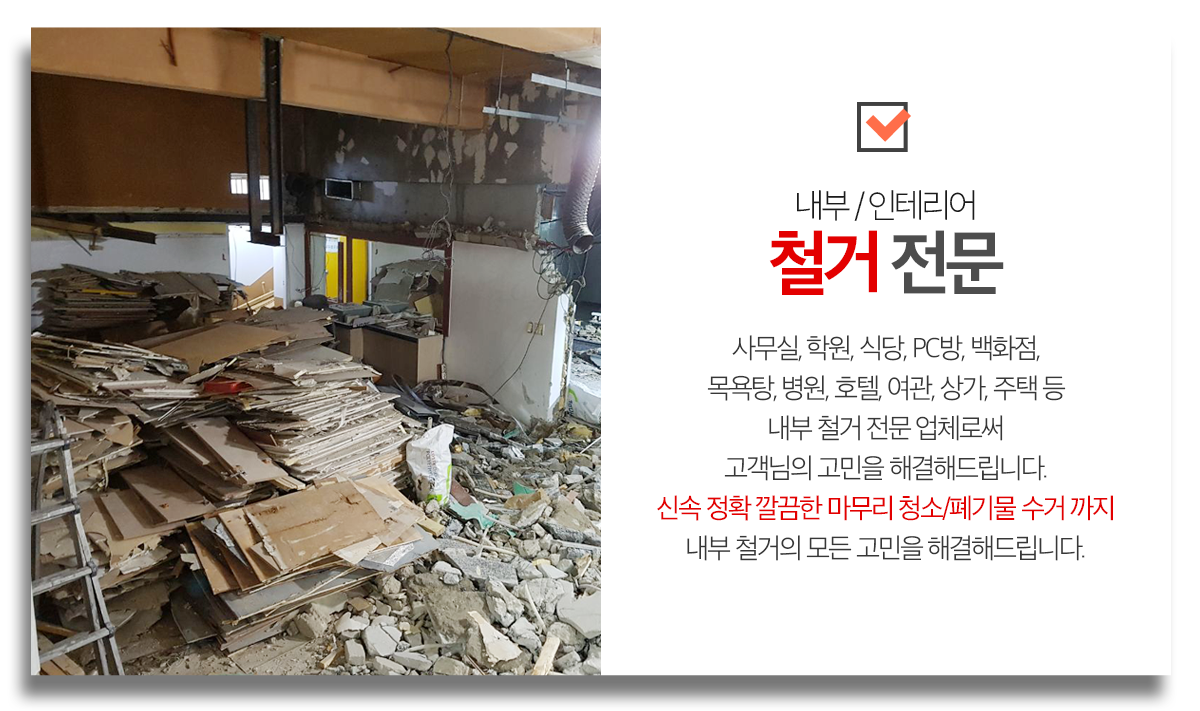 내부 / 인테리어
철거 전문
사무실, 학원, 식당, PC방, 백화점,
목욕탕, 병원, 호텔, 여관, 상가, 주택 등
내부 철거 전문 업체로써
고객님의 고민을 해결해드립니다.
신속 정확 깔끔한 마무리 청소/폐기물 수거 까지
내부 철거의 모든 고민을 해결해드립니다.